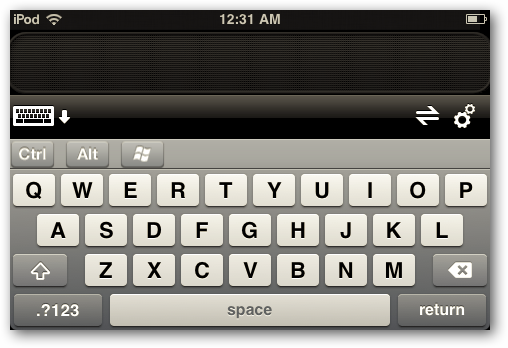 iPod 12:31 AM
Ctrl Alt
Q W E R T Y U I O P
A S D F G H J K L
Z X C V B N M
.?123 space return